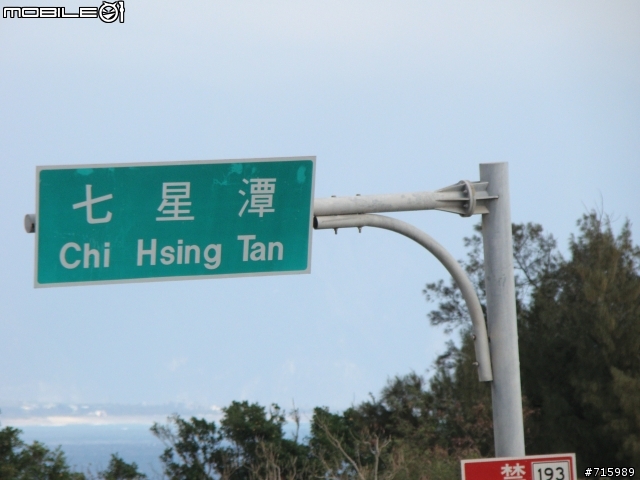 MOBILE01
七星潭
Chi Hsing Tan
禁 193
#715989